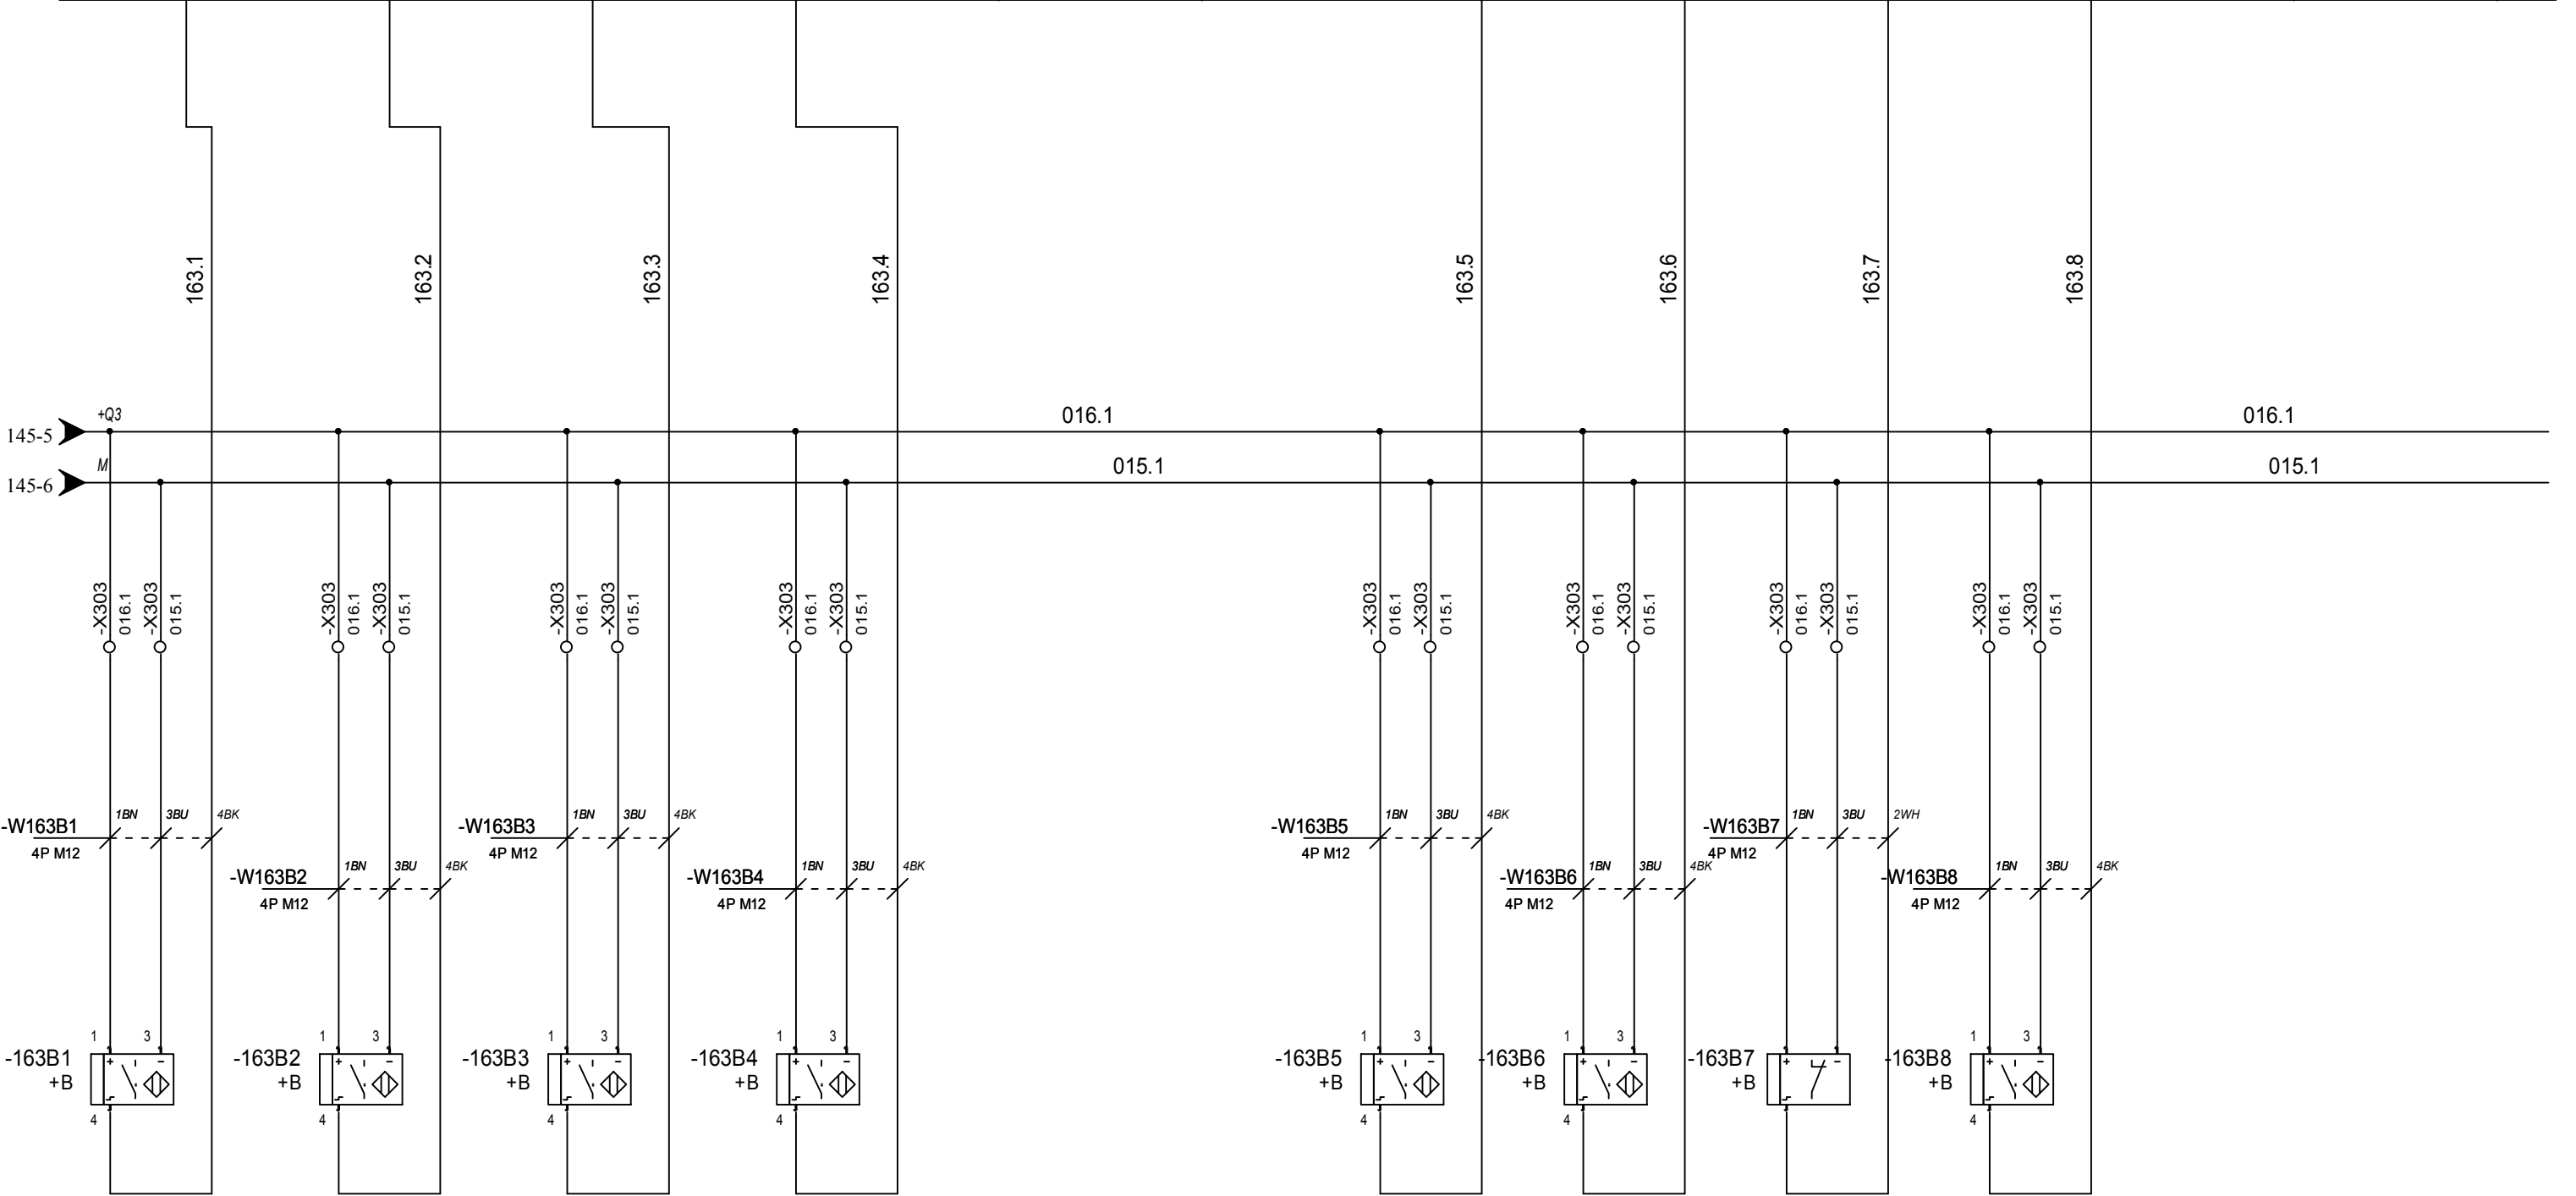 163.1
163.2
163.3
163.4
163.5
163.6
163.7
163.8
+Q3
145-5
016.1
016.1
M
145-6
015.1
015.1
-X303
016.1
-X303
015.1
-X303
016.1
-X303
015.1
-X303
016.1
-X303
015.1
-X303
016.1
-X303
015.1
-X303
016.1
-X303
015.1
-X303
016.1
-X303
015.1
-X303
016.1
-X303
015.1
-X303
016.1
-X303
015.1
-W163B1
4P M12
1BN 3BU 4BK
-W163B2
4P M12
1BN 3BU 4BK
-W163B3
4P M12
1BN 3BU 4BK
-W163B4
4P M12
1BN 3BU 4BK
-W163B5
4P M12
1BN 3BU 4BK
-W163B6
4P M12
1BN 3BU 4BK
-W163B7
4P M12
1BN 3BU 2WH
-W163B8
4P M12
1BN 3BU 4BK
1 3
-163B1
+B
+ -
4
1 3
-163B2
+B
+ -
4
1 3
-163B3
+B
+ -
4
1 3
-163B4
+B
+ -
4
1 3
-163B5
+B
+ -
4
1 3
-163B6
+B
+ -
4
-163B7
+B
+ -
1 3
-163B8
+B
+ -
4